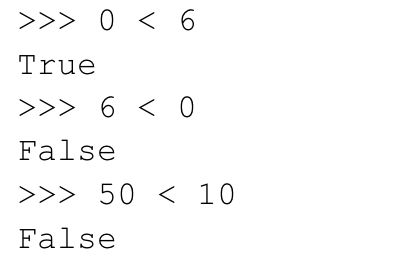 >>> 0 < 6
True
>>> 6 < 0
False
>>> 50 < 10
False